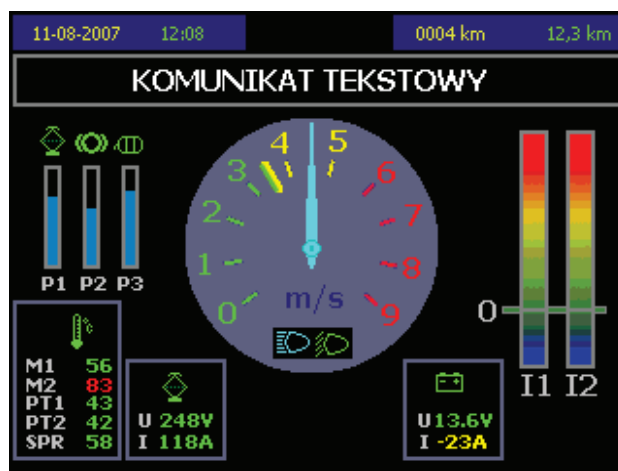 11-08-2007 12:08 0004 km 12,3 km
KOMUNIKAT TEKSTOWY
0 1 2 3 4 5 6 7 8 9
m/s
P1 P2 P3
0
I1 I2
M1 56
M2 83
PT1 43
PT2 42
SPR 58
U 248V
I 118A
U 13.6V
I -23A